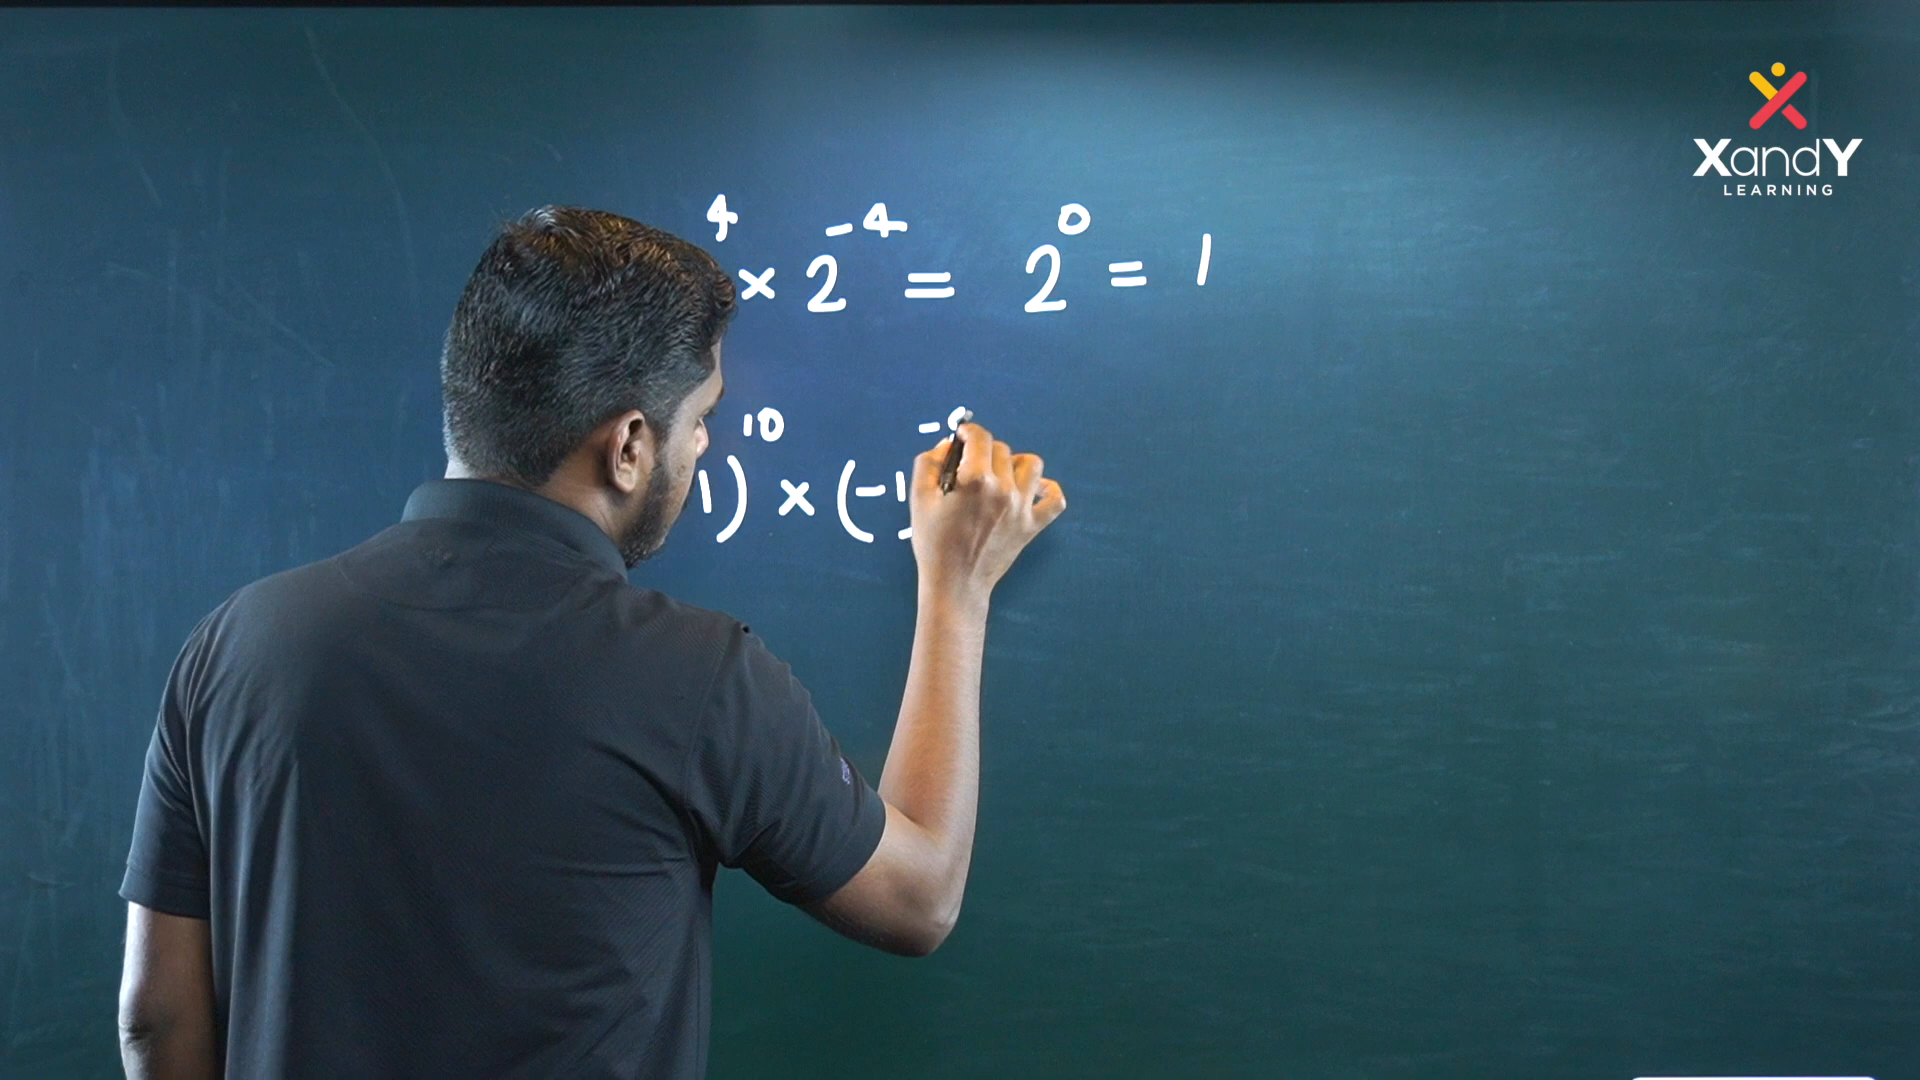 XandY
LEARNING
⁴ × 2⁻⁴ = 2⁰ = 1
1)¹⁰ × (-1